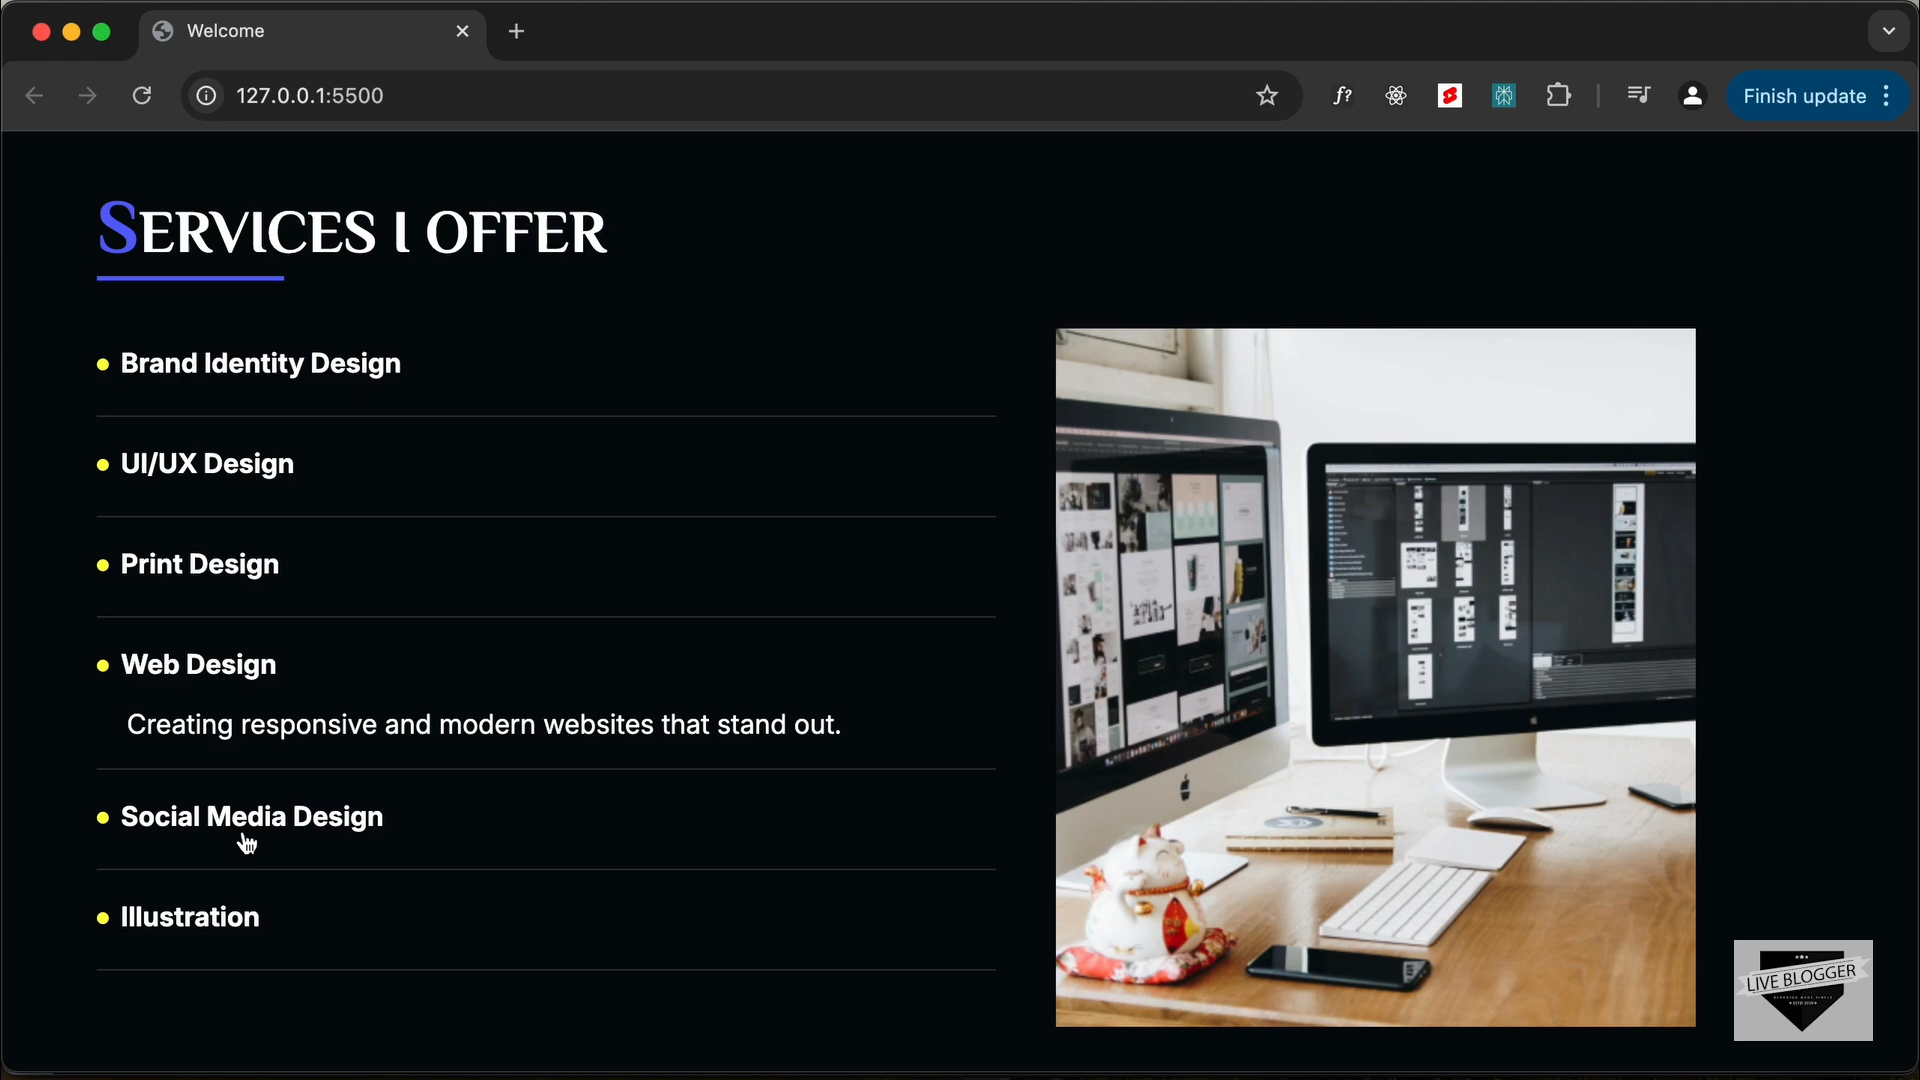 Welcome
127.0.0.1:5500
f?
Finish update
SERVICES I OFFER
Brand Identity Design
UI/UX Design
Print Design
Web Design
Creating responsive and modern websites that stand out.
Social Media Design
Illustration
LIVE BLOGGER